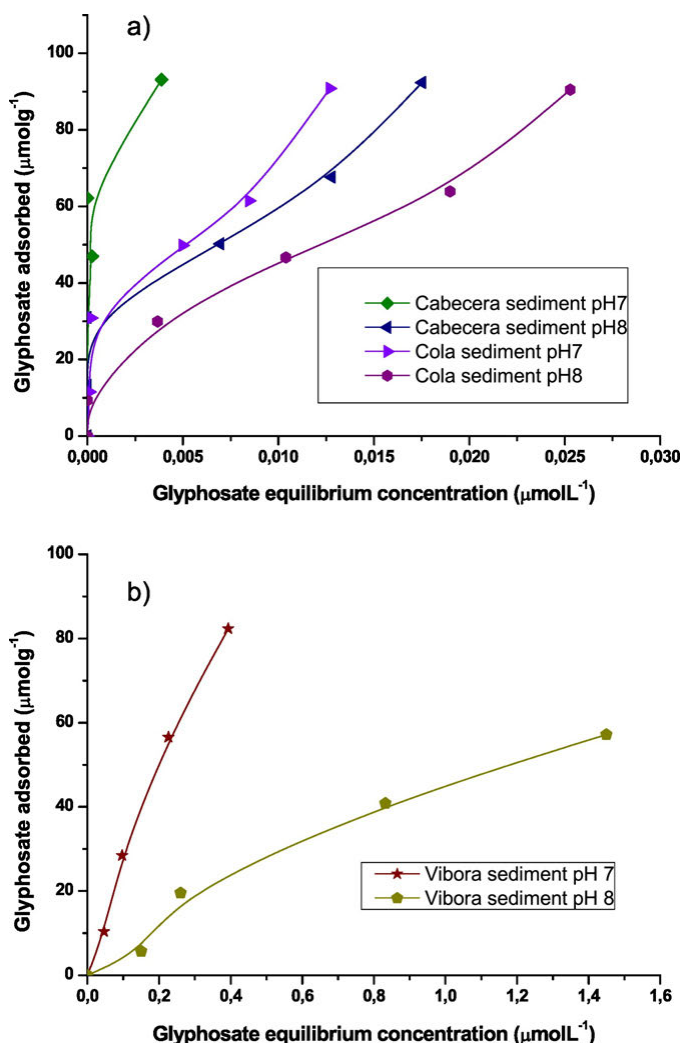 a)
100
80
60
40
20
0
Glyphosate adsorbed (μmolg⁻¹)
Cabecera sediment pH7
Cabecera sediment pH8
Cola sediment pH7
Cola sediment pH8
0,000 0,005 0,010 0,015 0,020 0,025 0,030
Glyphosate equilibrium concentration (μmolL⁻¹)
b)
100
80
60
40
20
0
Glyphosate adsorbed (μmolg⁻¹)
Vibora sediment pH 7
Vibora sediment pH 8
0,0 0,2 0,4 0,6 0,8 1,0 1,2 1,4 1,6
Glyphosate equilibrium concentration (μmolL⁻¹)